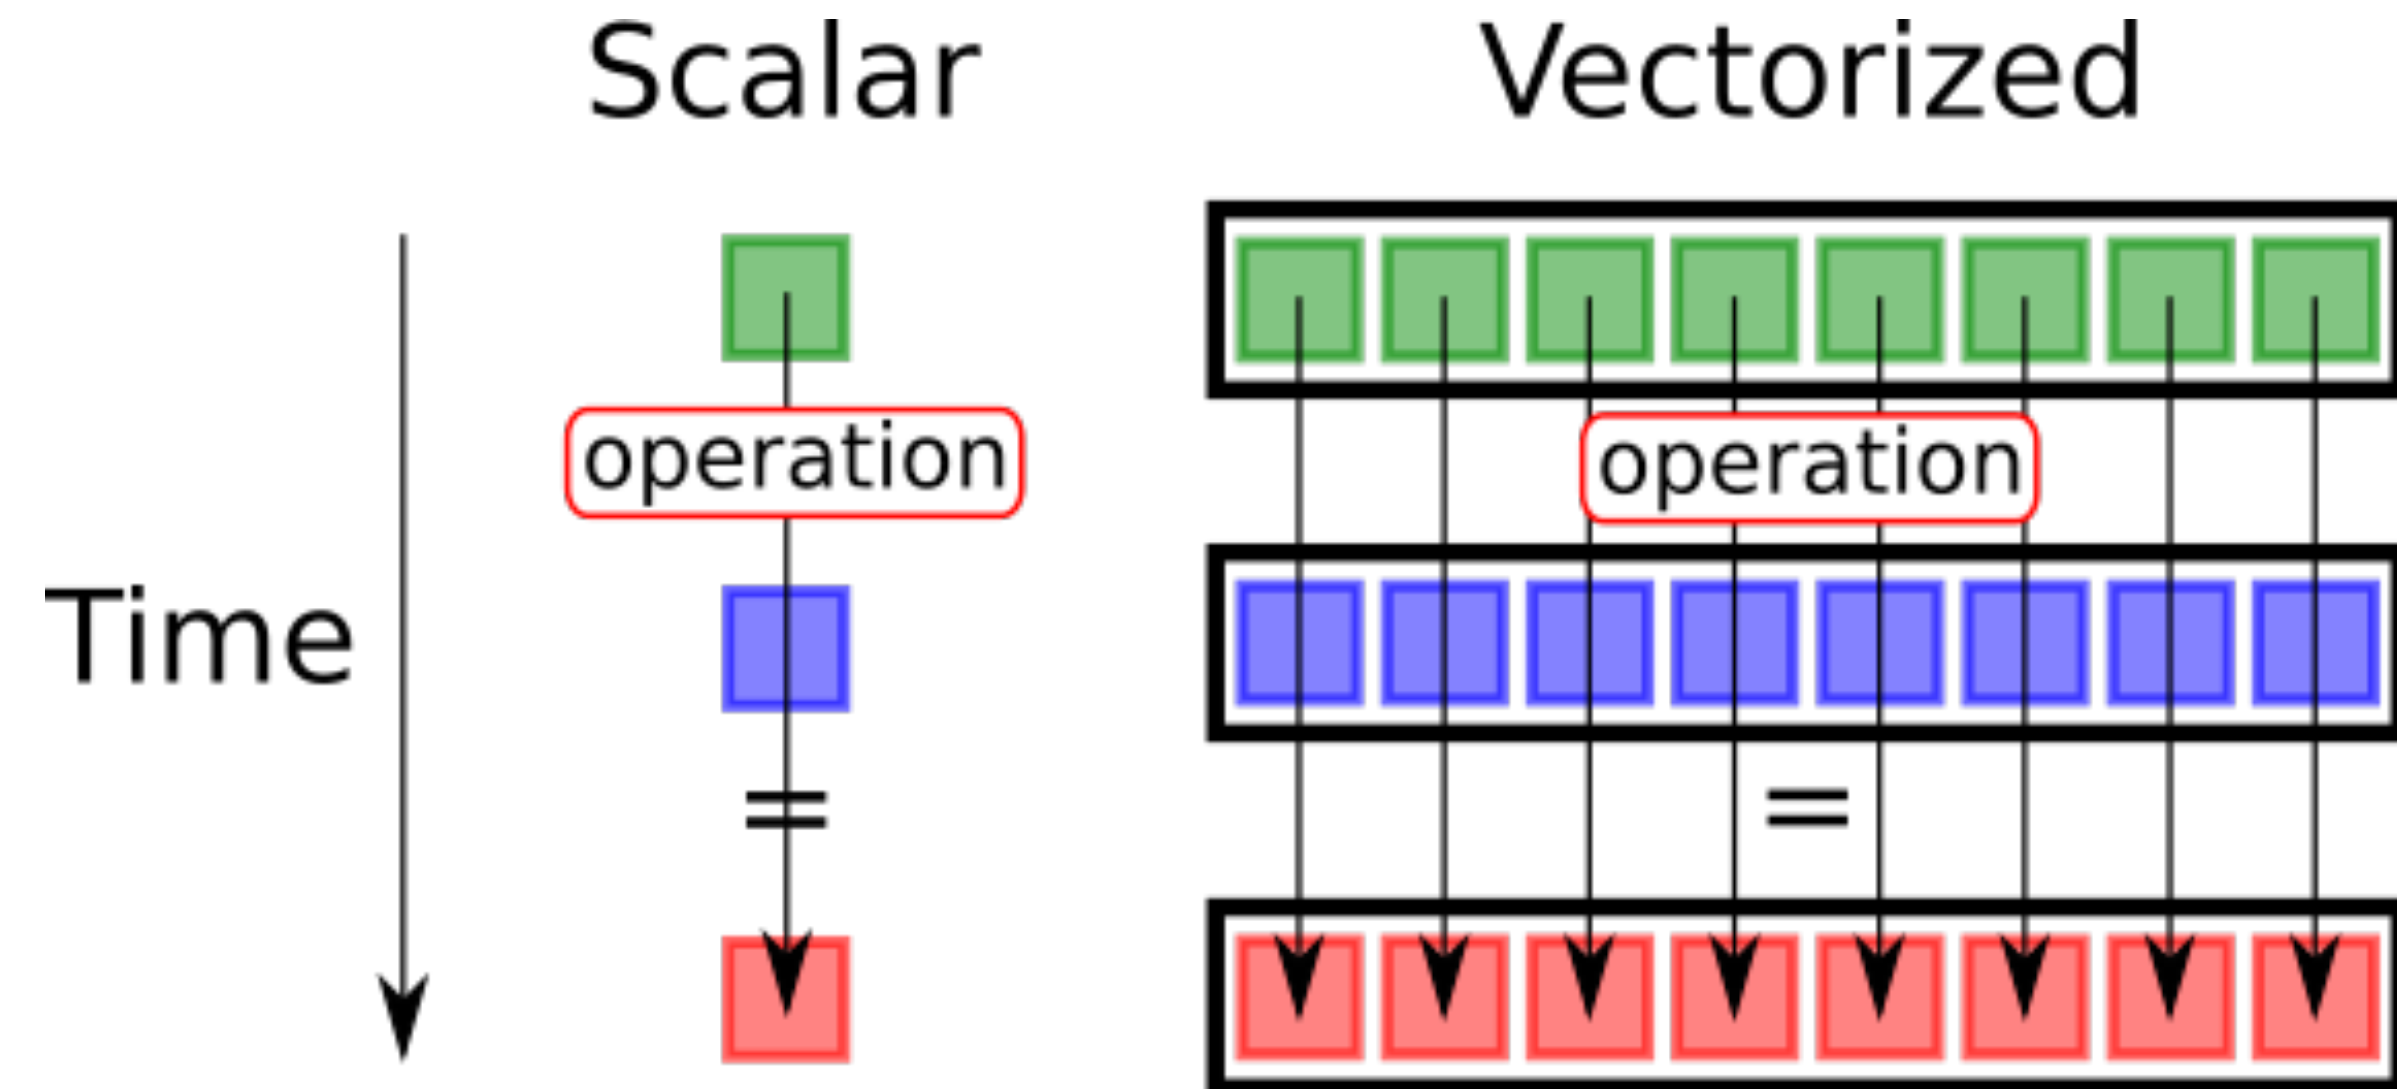 Scalar
Vectorized
operation
operation
Time
=
=